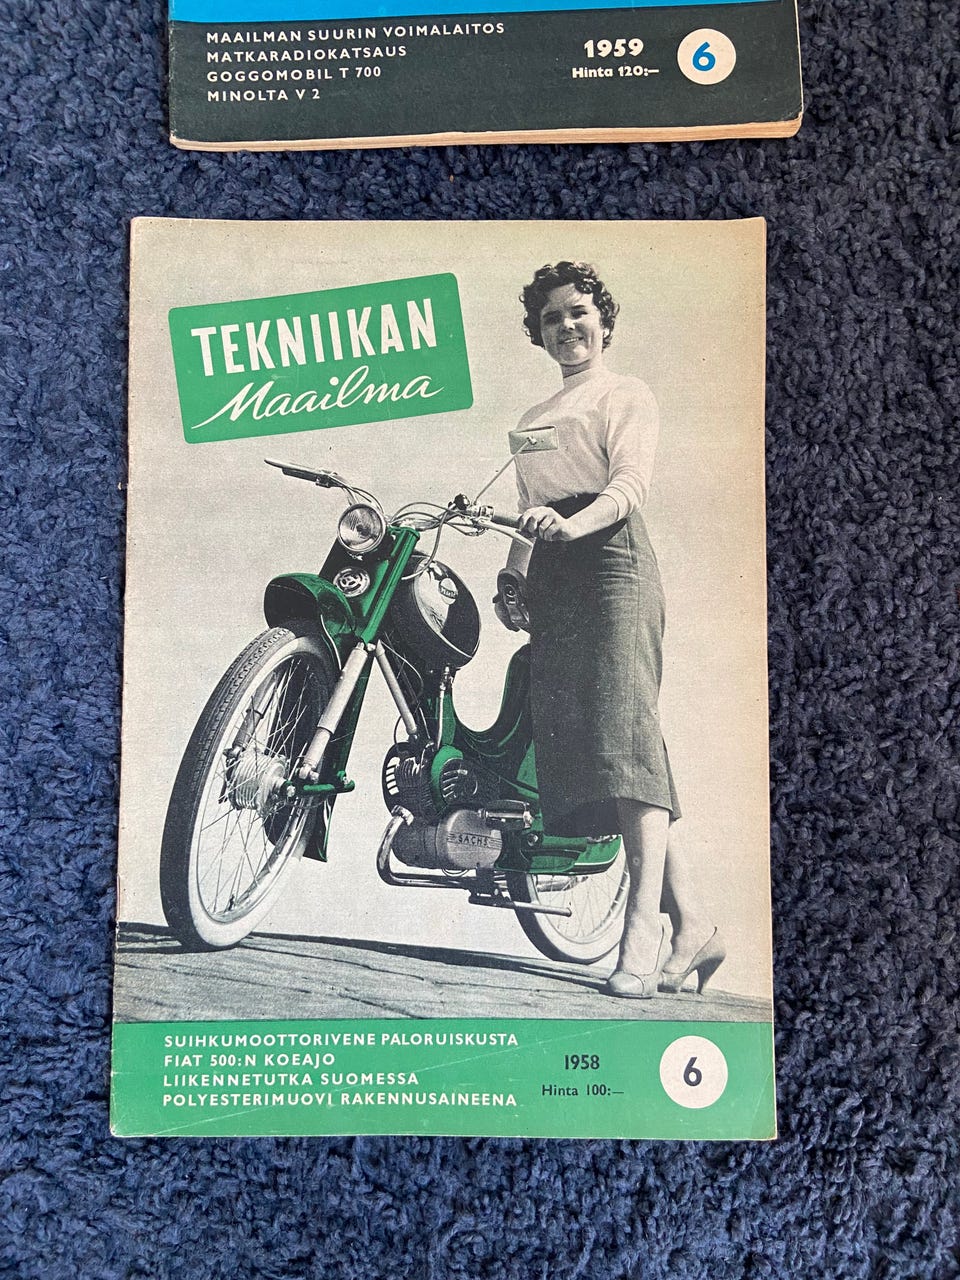 MAAILMAN SUURIN VOIMALAITOS
MATKARADIOKATSAUS
GOGGOMOBIL T 700
MINOLTA V 2
1959
Hinta 120:—
6
TEKNIIKAN
Maailma
SACHS
SUIHKUMOOTTORIVENE PALORUISKUSTA
FIAT 500:N KOEAJO
LIIKENNETUTKA SUOMESSA
POLYESTERIMUOVI RAKENNUSAINEENA
1958
Hinta 100:—
6